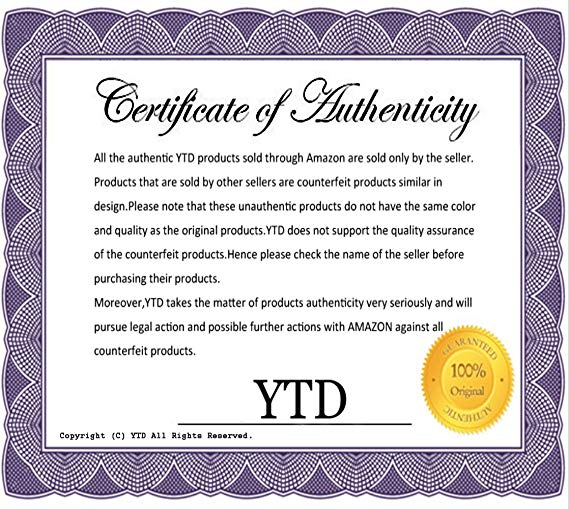 Certificate of Authenticity
All the authentic YTD products sold through Amazon are sold only by the seller.
Products that are sold by other sellers are counterfeit products similar in
design.Please note that these unauthentic products do not have the same color
and quality as the original products.YTD does not support the quality assurance
of the counterfeit products.Hence please check the name of the seller before
purchasing their products.
Moreover,YTD takes the matter of products authenticity very seriously and will
pursue legal action and possible further actions with AMAZON against all
counterfeit products.
GUARANTEED
100%
Original
AUTHENTIC
YTD
Copyright (C) YTD All Rights Reserved.